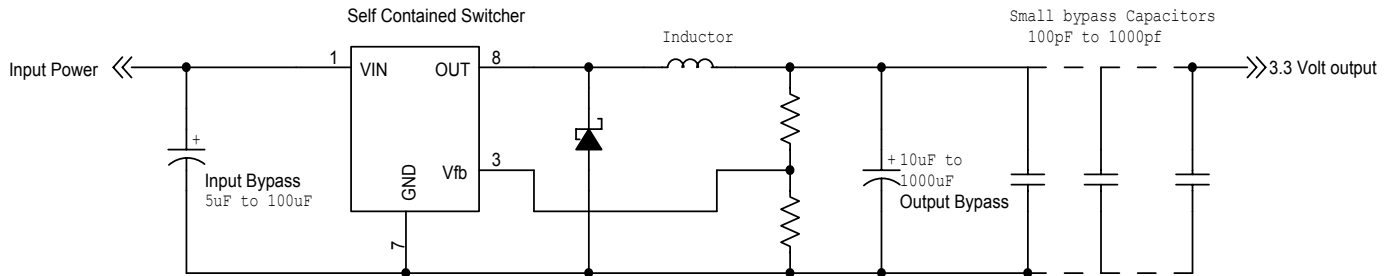 Self Contained Switcher
Small bypass Capacitors
100pF to 1000pf
Inductor
Input Power
1
VIN
OUT
8
3.3 Volt output
+
Input Bypass
5uF to 100uF
GND
7
Vfb
3
+
10uF to
1000uF
Output Bypass